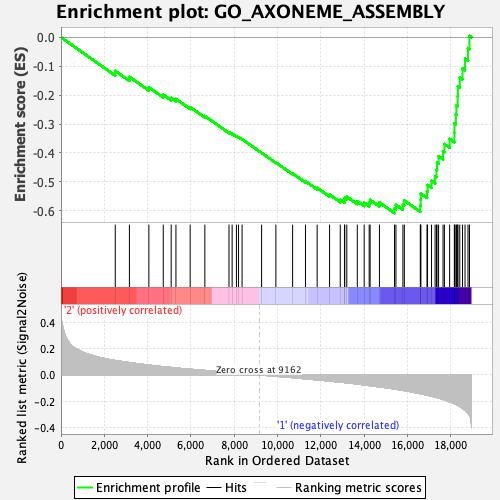 Enrichment plot: GO_AXONEME_ASSEMBLY
Enrichment score (ES)
0.0
-0.1
-0.2
-0.3
-0.4
-0.5
-0.6
'2' (positively correlated)
Ranked list metric (Signal2Noise)
0.4
0.2
0.0
-0.2
-0.4
Zero cross at 9162
'1' (negatively correlated)
0
2,000
4,000
6,000
8,000
10,000
12,000
14,000
16,000
18,000
Rank in Ordered Dataset
Enrichment profile
Hits
Ranking metric scores